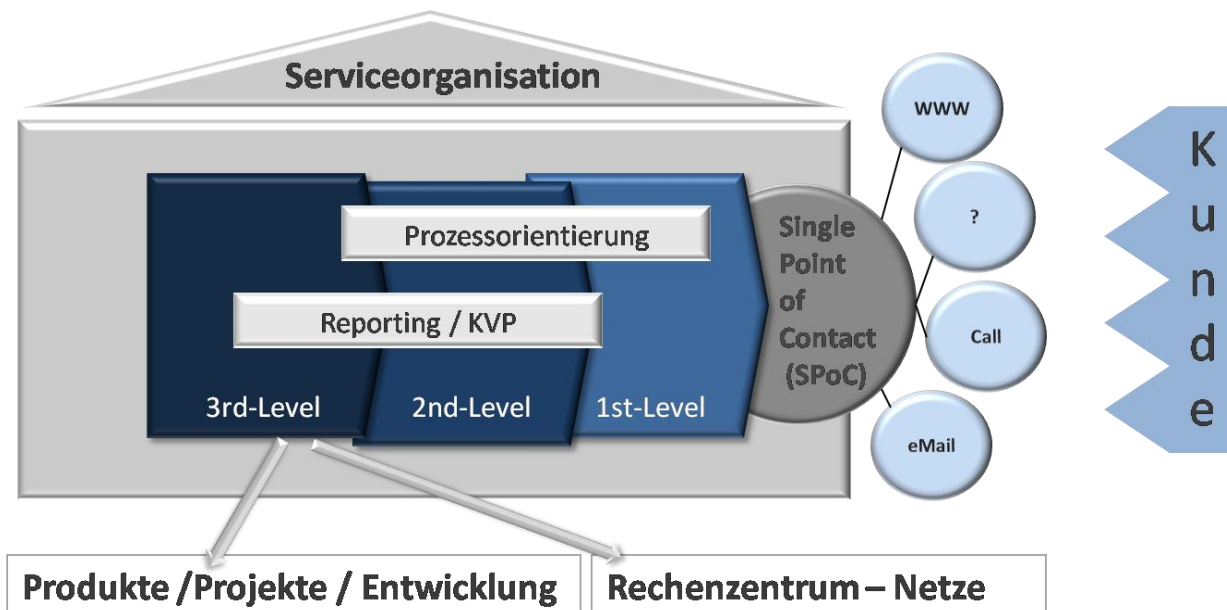 Serviceorganisation
WWW
?
Call
eMail
Kunde
Single
Point
of
Contact
(SPoC)
Prozessorientierung
Reporting / KVP
3rd-Level
2nd-Level
1st-Level
Produkte /Projekte / Entwicklung
Rechenzentrum – Netze